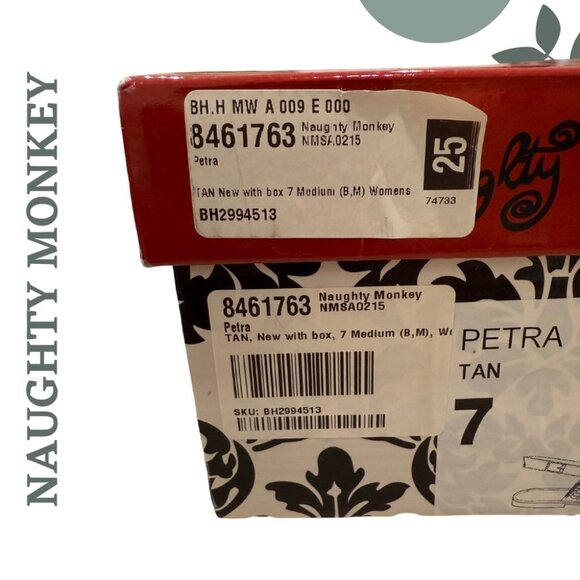 NAUGHTY MONKEY
BH.H MW A 009 E 000
8461763 Naughty Monkey
NMSA0215
Petra
25
TAN New with box 7 Medium (B,M) Womens
74733
BH2994513
ghty
8461763 Naughty Monkey
NMSA0215
Petra
TAN, New with box, 7 Medium (B,M),
SKU: BH2994513
PETRA
TAN
7